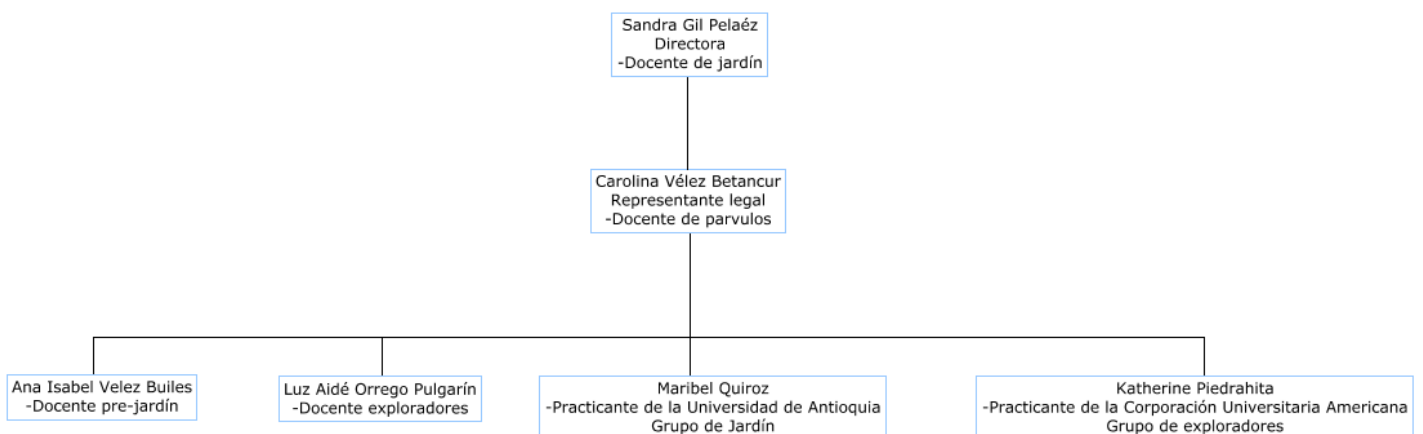 Sandra Gil Pelaéz
Directora
-Docente de jardín
Carolina Vélez Betancur
Representante legal
-Docente de parvulos
Ana Isabel Velez Builes
-Docente pre-jardín
Luz Aidé Orrego Pulgarín
-Docente exploradores
Maribel Quiroz
-Practicante de la Universidad de Antioquia
Grupo de Jardín
Katherine Piedrahita
-Practicante de la Corporación Universitaria Americana
Grupo de exploradores